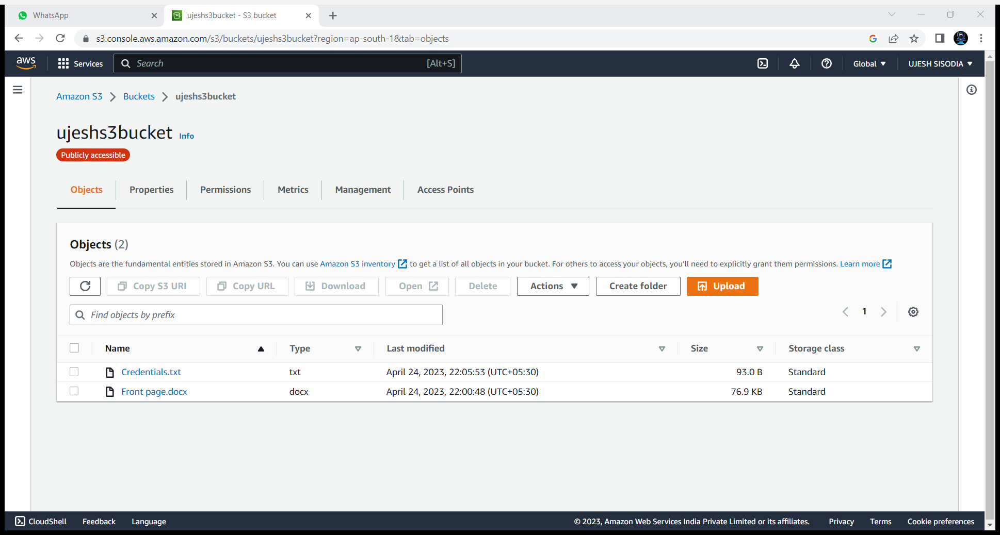 WhatsApp
ujeshs3bucket - S3 bucket
s3.console.aws.amazon.com/s3/buckets/ujeshs3bucket?region=ap-south-1&tab=objects
aws Services Search [Alt+S] Global UJESH SISODIA
Amazon S3 Buckets ujeshs3bucket
ujeshs3bucket Info
Publicly accessible
Objects Properties Permissions Metrics Management Access Points
Objects (2)
Objects are the fundamental entities stored in Amazon S3. You can use Amazon S3 inventory to get a list of all objects in your bucket. For others to access your objects, you'll need to explicitly grant them permissions. Learn more
Copy S3 URI Copy URL Download Open Delete Actions Create folder Upload
Find objects by prefix 1
Name Type Last modified Size Storage class
Credentials.txt txt April 24, 2023, 22:05:53 (UTC+05:30) 93.0 B Standard
Front page.docx docx April 24, 2023, 22:00:48 (UTC+05:30) 76.9 KB Standard
CloudShell Feedback Language © 2023, Amazon Web Services India Private Limited or its affiliates. Privacy Terms Cookie preferences